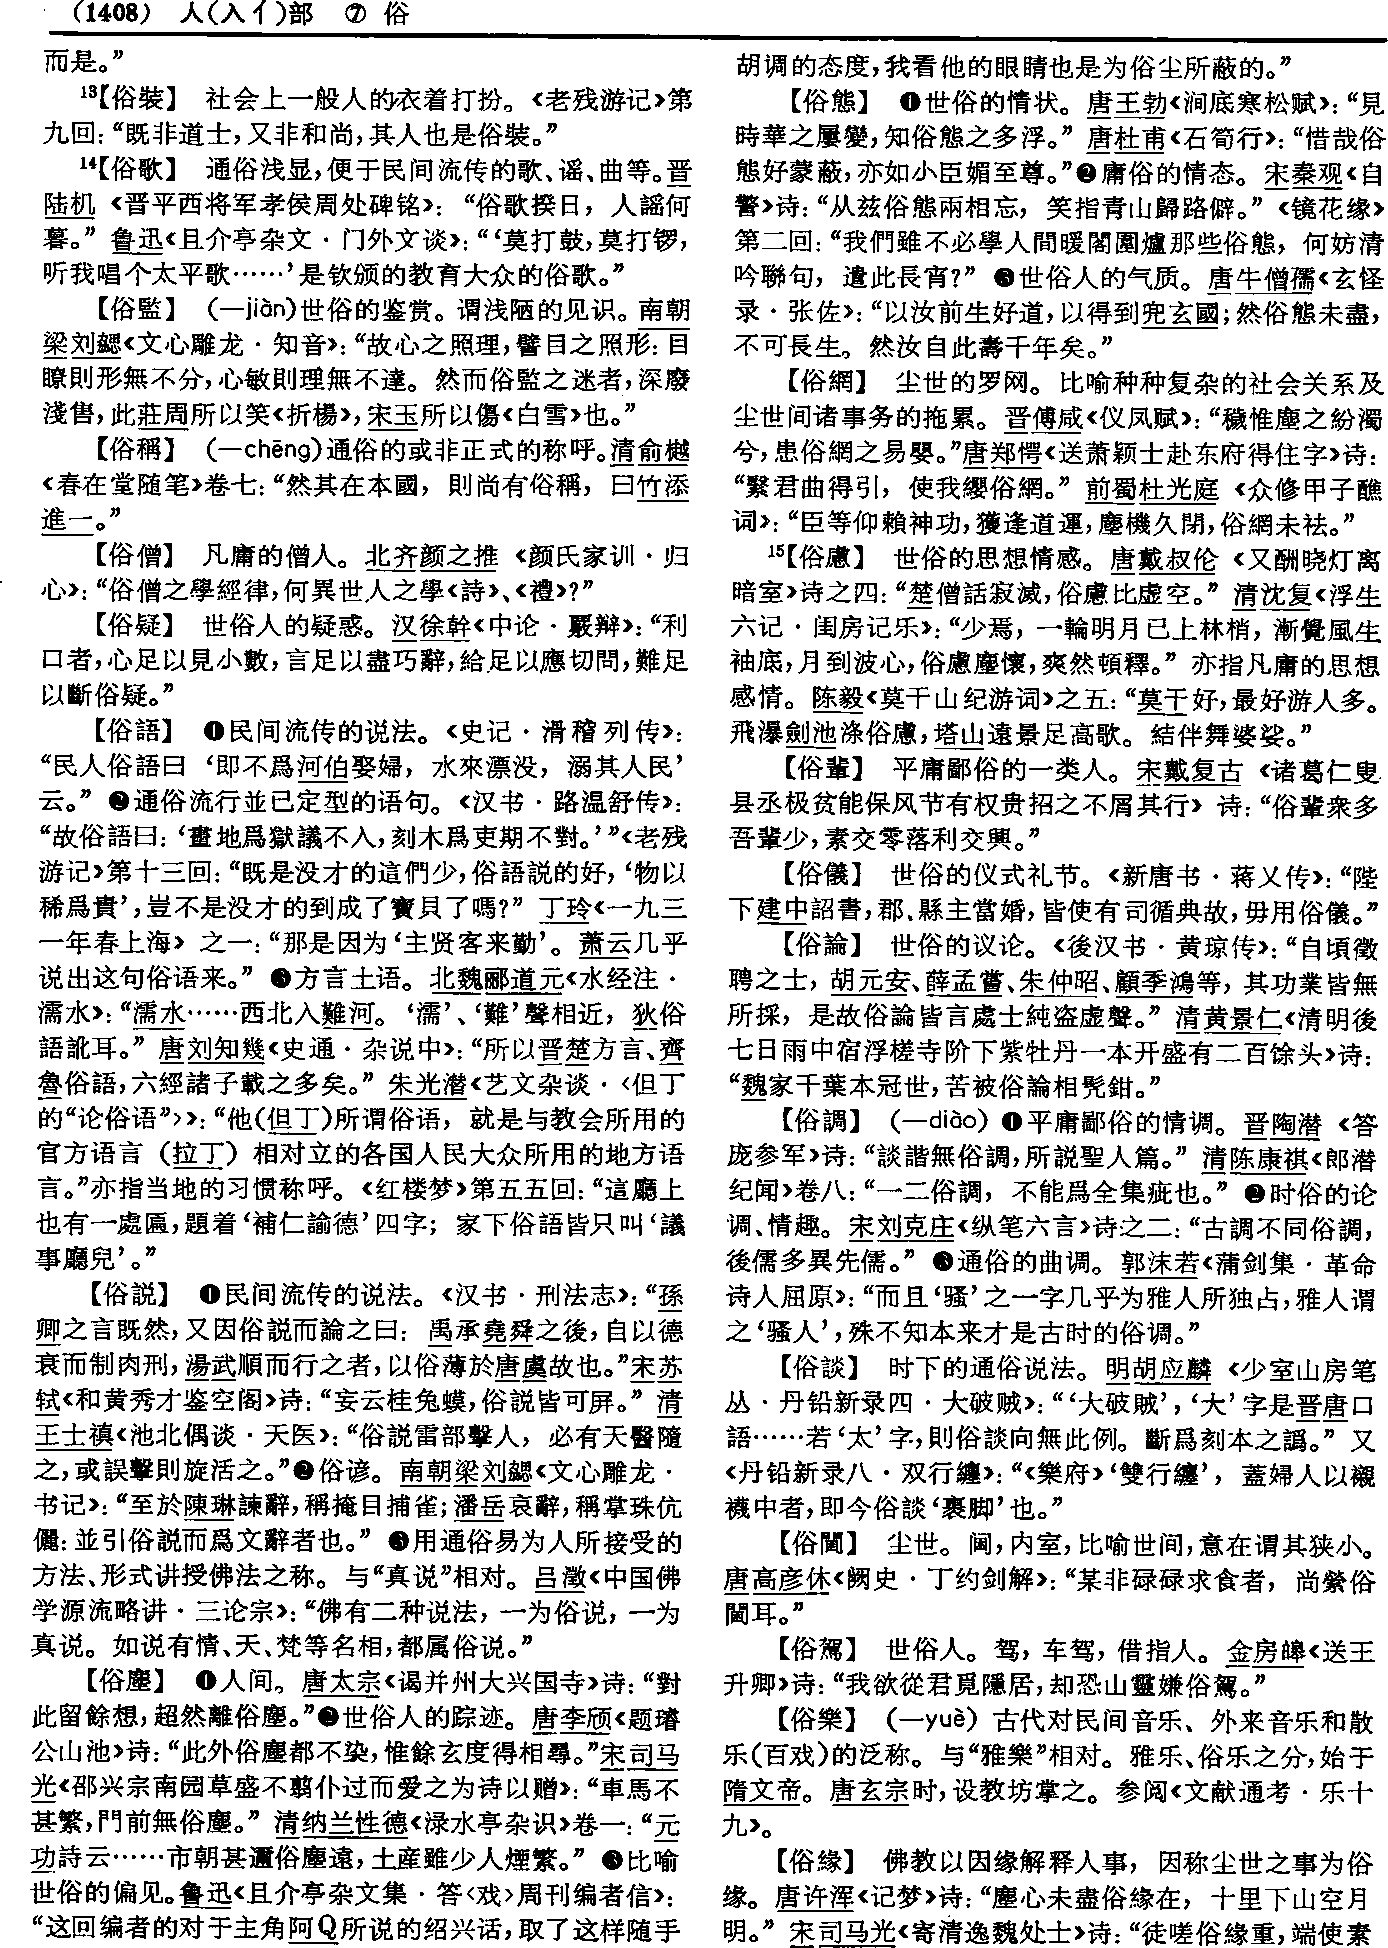 (1408) 人(入亻)部 ⑦ 俗
而是。”
¹³【俗裝】 社会上一般人的衣着打扮。《老残游记》第
九回：“既非道士，又非和尚，其人也是俗裝。”
¹⁴【俗歌】 通俗浅显，便于民间流传的歌、谣、曲等。晋
陆机《晋平西将军孝侯周处碑铭》：“俗歌揆日，人謡何
暮。” 鲁迅《且介亭杂文·门外文谈》：“‘莫打鼓，莫打锣，
听我唱个太平歌……’是钦颁的教育大众的俗歌。”
【俗監】 （—jiàn）世俗的鉴赏。谓浅陋的见识。南朝
梁刘勰《文心雕龙·知音》：“故心之照理，譬目之照形：目
瞭則形無不分，心敏則理無不達。然而俗監之迷者，深廢
淺售，此莊周所以笑《折楊》，宋玉所以傷《白雪》也。”
【俗稱】 （—chēng）通俗的或非正式的称呼。清俞樾
《春在堂随笔》卷七：“然其在本國，則尚有俗稱，曰竹添
進一。”
【俗僧】 凡庸的僧人。北齐颜之推《颜氏家训·归
心》：“俗僧之學經律，何異世人之學《詩》、《禮》？”
【俗疑】 世俗人的疑惑。汉徐幹《中论·覈辩》：“利
口者，心足以見小數，言足以盡巧辭，給足以應切問，難足
以斷俗疑。”
【俗語】 ❶民间流传的说法。《史记·滑稽列传》：
“民人俗語曰‘即不爲河伯娶婦，水來漂没，溺其人民’
云。” ❷通俗流行並已定型的语句。《汉书·路温舒传》：
“故俗語曰：‘畫地爲獄議不入，刻木爲吏期不對。’”《老残
游记》第十三回：“既是没才的這們少，俗語説的好，‘物以
稀爲貴’，豈不是没才的到成了寶貝了嗎？” 丁玲《一九三
一年春上海》之一：“那是因为‘主贤客来勤’。萧云几乎
说出这句俗语来。” ❸方言土语。北魏郦道元《水经注·
濡水》：“濡水……西北入難河。‘濡’、‘難’聲相近，狄俗
語訛耳。” 唐刘知幾《史通·杂说中》：“所以晋楚方言、齊
魯俗語，六經諸子載之多矣。” 朱光潜《艺文杂谈·〈但丁
的“论俗语”〉》：“他（但丁）所谓俗语，就是与教会所用的
官方语言（拉丁）相对立的各国人民大众所用的地方语
言。”亦指当地的习惯称呼。《红楼梦》第五五回：“這廳上
也有一處匾，題着‘補仁諭德’四字；家下俗語皆只叫‘議
事廳兒’。”
【俗説】 ❶民间流传的说法。《汉书·刑法志》：“孫
卿之言既然，又因俗説而論之曰：禹承堯舜之後，自以德
衰而制肉刑，湯武順而行之者，以俗薄於唐虞故也。”宋苏
轼《和黄秀才鉴空阁》诗：“妄云桂兔蟆，俗説皆可屏。” 清
王士禛《池北偶谈·天医》：“俗説雷部擊人，必有天醫隨
之，或誤擊則旋活之。”❷俗谚。南朝梁刘勰《文心雕龙·
书记》：“至於陳琳諫辭，稱掩目捕雀；潘岳哀辭，稱掌珠伉
儷：並引俗説而爲文辭者也。” ❸用通俗易为人所接受的
方法、形式讲授佛法之称。与“真说”相对。吕澂《中国佛
学源流略讲·三论宗》：“佛有二种说法，一为俗说，一为
真说。如说有情、天、梵等名相，都属俗说。”
【俗塵】 ❶人间。唐太宗《谒并州大兴国寺》诗：“對
此留餘想，超然離俗塵。”❷世俗人的踪迹。唐李颀《题璿
公山池》诗：“此外俗塵都不染，惟餘玄度得相尋。”宋司马
光《邵兴宗南园草盛不翦仆过而爱之为诗以赠》：“車馬不
甚繁，門前無俗塵。” 清纳兰性德《渌水亭杂识》卷一：“元
功詩云……市朝甚邇俗塵遠，土産雖少人煙繁。” ❸比喻
世俗的偏见。鲁迅《且介亭杂文集·答〈戏〉周刊编者信》：
“这回编者的对于主角阿Q所说的绍兴话，取了这样随手
胡调的态度，我看他的眼睛也是为俗尘所蔽的。”
【俗態】 ❶世俗的情状。唐王勃《涧底寒松赋》：“見
時華之屢變，知俗態之多浮。” 唐杜甫《石筍行》：“惜哉俗
態好蒙蔽，亦如小臣媚至尊。”❷庸俗的情态。宋秦观《自
警》诗：“从兹俗態兩相忘，笑指青山歸路僻。”《镜花缘》
第二回：“我們雖不必學人間暖閣圍爐那些俗態，何妨清
吟聯句，遣此長宵？” ❸世俗人的气质。唐牛僧孺《玄怪
录·张佐》：“以汝前生好道，以得到兜玄國；然俗態未盡，
不可長生。然汝自此壽千年矣。”
【俗網】 尘世的罗网。比喻种种复杂的社会关系及
尘世间诸事务的拖累。晋傅咸《仪凤赋》：“穢惟塵之紛濁
兮，患俗網之易嬰。”唐郑愕《送萧颖士赴东府得住字》诗：
“繄君曲得引，使我纓俗網。” 前蜀杜光庭《众修甲子醮
词》：“臣等仰賴神功，獲逢道運，塵機久閉，俗網未祛。”
¹⁵【俗慮】 世俗的思想情感。唐戴叔伦《又酬晓灯离
暗室》诗之四：“楚僧話寂滅，俗慮比虚空。” 清沈复《浮生
六记·闺房记乐》：“少焉，一輪明月已上林梢，漸覺風生
袖底，月到波心，俗慮塵懷，爽然頓釋。” 亦指凡庸的思想
感情。陈毅《莫干山纪游词》之五：“莫干好，最好游人多。
飛瀑劍池涤俗慮，塔山遠景足高歌。結伴舞婆娑。”
【俗輩】 平庸鄙俗的一类人。宋戴复古《诸葛仁叟
县丞极贫能保风节有权贵招之不屑其行》诗：“俗輩衆多
吾輩少，素交零落利交興。”
【俗儀】 世俗的仪式礼节。《新唐书·蒋乂传》：“陛
下建中詔書，郡、縣主當婚，皆使有司循典故，毋用俗儀。”
【俗論】 世俗的议论。《後汉书·黄琼传》：“自頃徵
聘之士，胡元安、薛孟嘗、朱仲昭、顧季鴻等，其功業皆無
所採，是故俗論皆言處士純盗虚聲。” 清黄景仁《清明後
七日雨中宿浮槎寺阶下紫牡丹一本开盛有二百馀头》诗：
“魏家千葉本冠世，苦被俗論相髡鉗。”
【俗調】 （—diào）❶平庸鄙俗的情调。晋陶潜《答
庞参军》诗：“談諧無俗調，所説聖人篇。” 清陈康祺《郎潜
纪闻》卷八：“一二俗調，不能爲全集疵也。” ❷时俗的论
调、情趣。宋刘克庄《纵笔六言》诗之二：“古調不同俗調，
後儒多異先儒。” ❸通俗的曲调。郭沫若《蒲剑集·革命
诗人屈原》：“而且‘骚’之一字几乎为雅人所独占，雅人谓
之‘骚人’，殊不知本来才是古时的俗调。”
【俗談】 时下的通俗说法。明胡应麟《少室山房笔
丛·丹铅新录四·大破贼》：“‘大破贼’，‘大’字是晋唐口
語……若‘太’字，則俗談向無此例。斷爲刻本之譌。” 又
《丹铅新录八·双行纏》：“《樂府》‘雙行纏’，蓋婦人以襯
襪中者，即今俗談‘裹脚’也。”
【俗閫】 尘世。阃，内室，比喻世间，意在谓其狭小。
唐高彦休《阙史·丁约剑解》：“某非碌碌求食者，尚縈俗
閫耳。”
【俗駕】 世俗人。驾，车驾，借指人。金房皞《送王
升卿》诗：“我欲從君覓隱居，却恐山靈嫌俗駕。”
【俗樂】 （—yuè）古代对民间音乐、外来音乐和散
乐（百戏）的泛称。与“雅樂”相对。雅乐、俗乐之分，始于
隋文帝。唐玄宗时，设教坊掌之。参阅《文献通考·乐十
九》。
【俗緣】 佛教以因缘解释人事，因称尘世之事为俗
缘。唐许浑《记梦》诗：“塵心未盡俗緣在，十里下山空月
明。” 宋司马光《寄清逸魏处士》诗：“徒嗟俗緣重，端使素